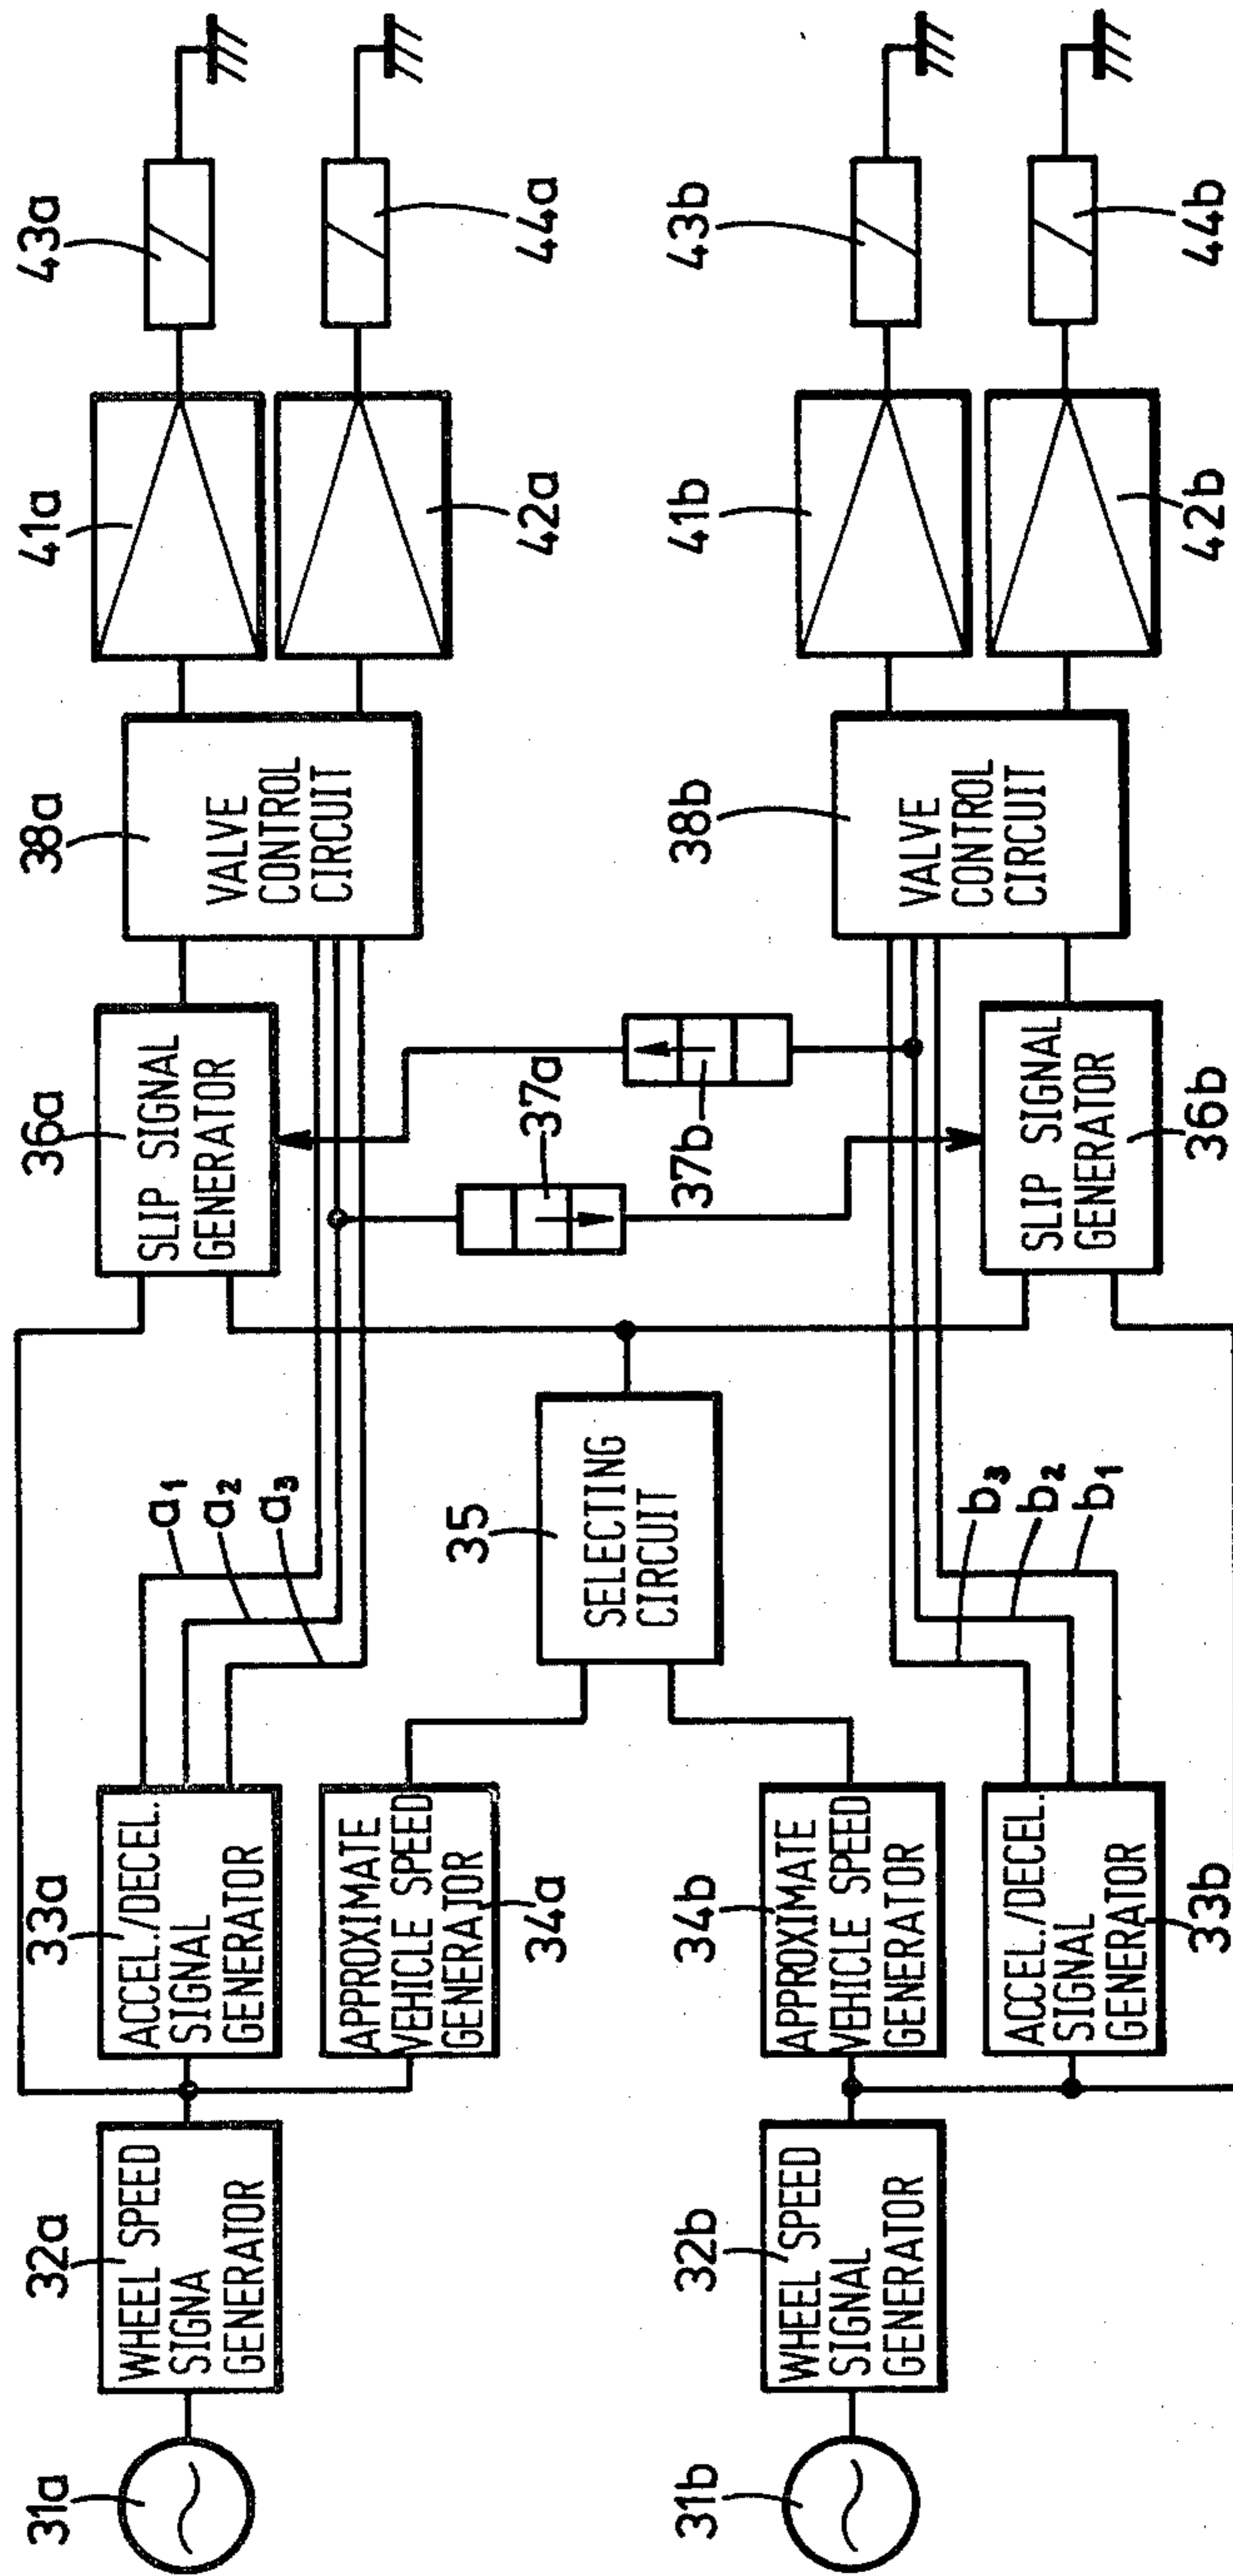 31a
32a
WHEEL SPEED
SIGNA
GENERATOR
33a
ACCEL./DECEL.
SIGNAL
GENERATOR
APPROXIMATE
VEHICLE SPEED
GENERATOR
34a
a1
a2
a3
36a
SLIP SIGNAL
GENERATOR
38a
VALVE
CONTROL
CIRCUIT
41a
42a
43a
44a
35
SELECTING
CIRCUIT
37a
37b
31b
32b
WHEEL SPEED
SIGNAL
GENERATOR
34b
APPROXIMATE
VEHICLE SPEED
GENERATOR
ACCEL./DECEL.
SIGNAL
GENERATOR
33b
b3
b2
b1
SLIP SIGNAL
GENERATOR
36b
38b
VALVE
CONTROL
CIRCUIT
41b
42b
43b
44b